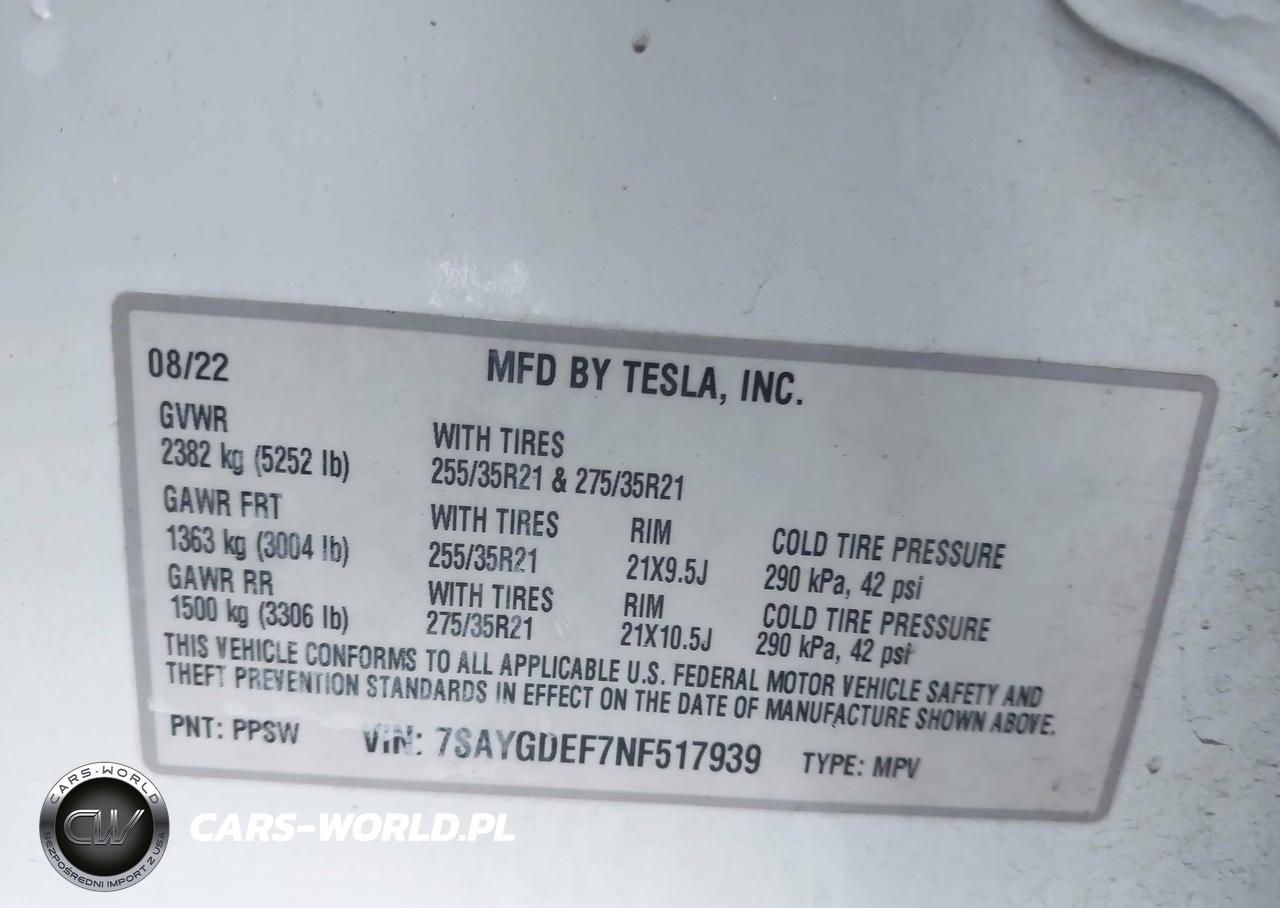 08/22 MFD BY TESLA, INC.
GVWR WITH TIRES
2382 kg (5252 lb) 255/35R21 & 275/35R21
GAWR FRT WITH TIRES RIM COLD TIRE PRESSURE
1363 kg (3004 lb) 255/35R21 21X9.5J 290 kPa, 42 psi
GAWR RR WITH TIRES RIM COLD TIRE PRESSURE
1500 kg (3306 lb) 275/35R21 21X10.5J 290 kPa, 42 psi
THIS VEHICLE CONFORMS TO ALL APPLICABLE U.S. FEDERAL MOTOR VEHICLE SAFETY AND
THEFT PREVENTION STANDARDS IN EFFECT ON THE DATE OF MANUFACTURE SHOWN ABOVE.
PNT: PPSW VIN: 7SAYGDEF7NF517939 TYPE: MPV
CARS-WORLD
CW
BEZPOŚREDNI IMPORT Z USA
CARS-WORLD.PL